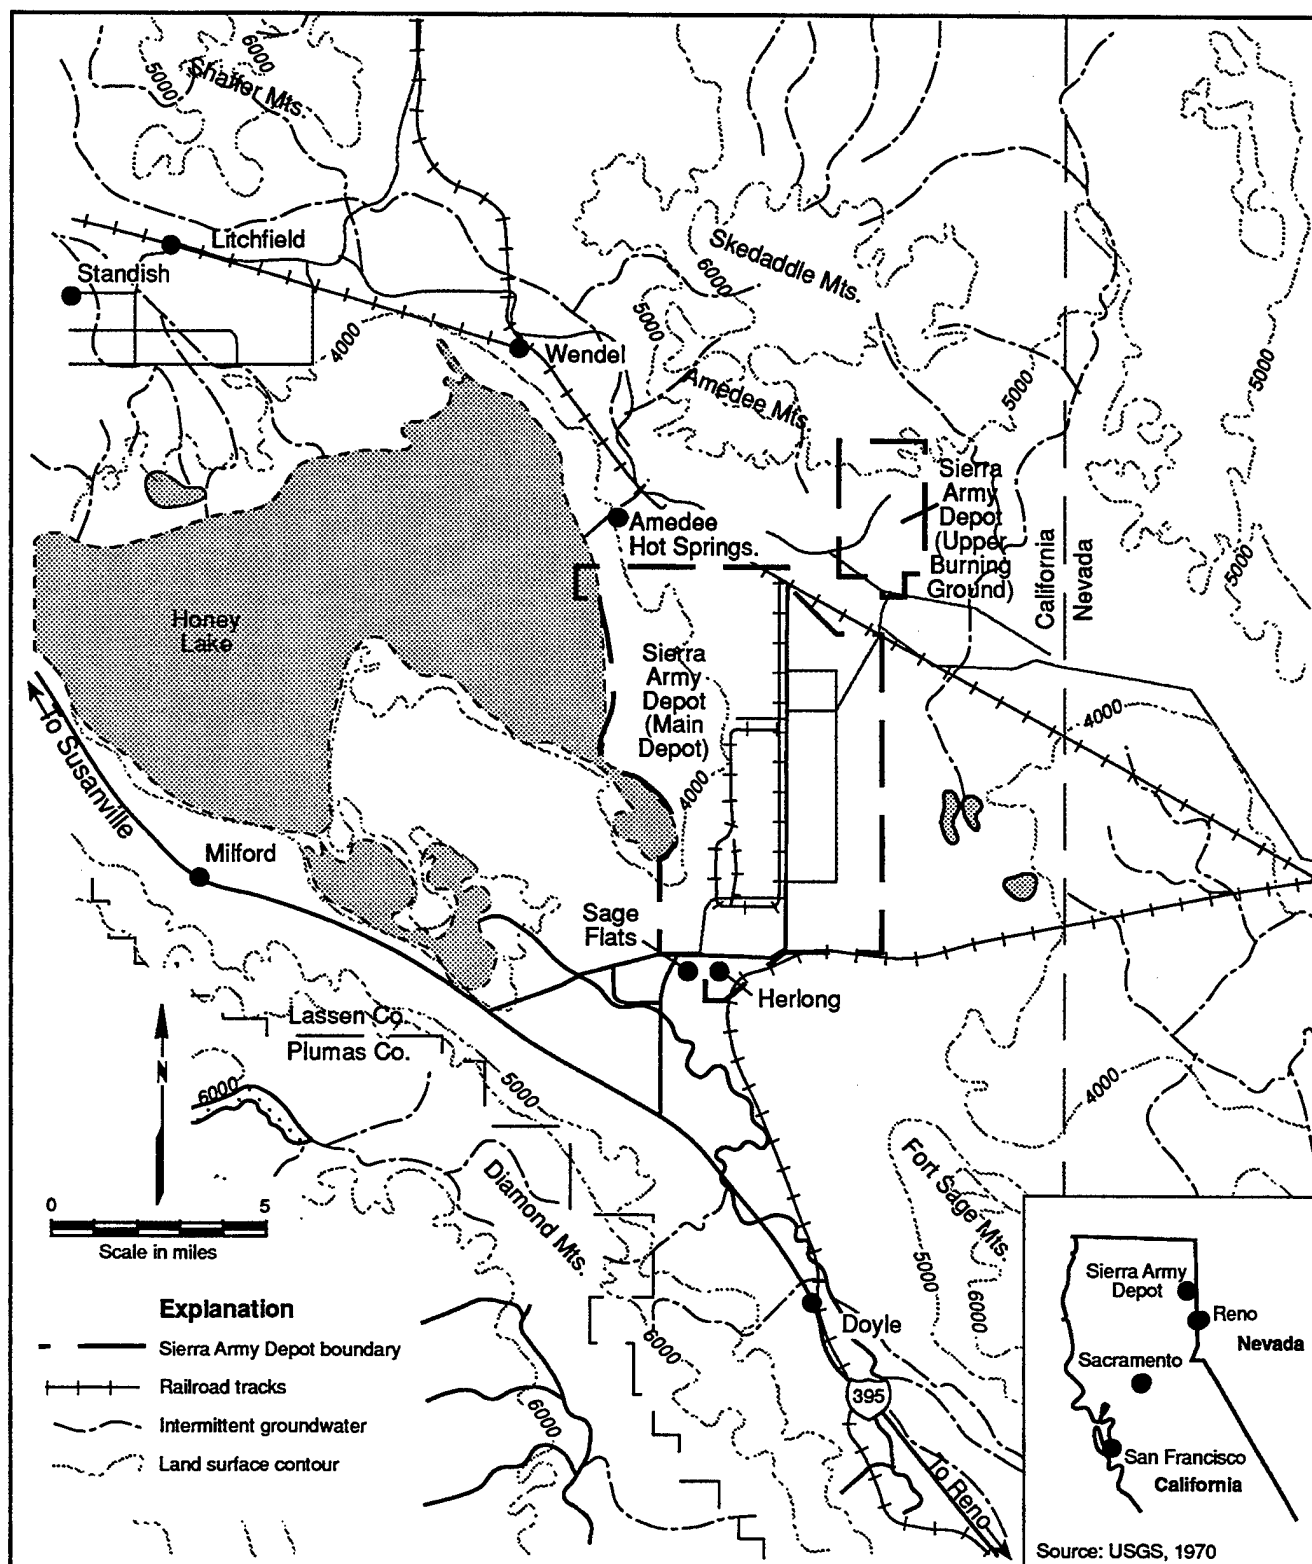 6000
5000
Shaffer Mts.
Litchfield
Standish
4000
Wendel
Skedaddle Mts.
6000
5000
Amedee Mts.
5000
5000
Sierra
Army
Depot
(Upper
Burning
Ground)
Amedee
Hot Springs.
California
Nevada
5000
Honey
Lake
Sierra
Army
Depot
(Main
Depot)
4000
4000
To Susanville
Milford
Sage
Flats
Herlong
Lassen Co.
Plumas Co.
N
6000
5000
4000
Diamond Mts.
Fort Sage Mts.
5000
6000
0 5
Scale in miles
Doyle
6000
6000
395
To Reno
Explanation
Sierra Army Depot boundary
Railroad tracks
Intermittent groundwater
Land surface contour
Sierra Army
Depot
Reno
Nevada
Sacramento
San Francisco
California
Source: USGS, 1970